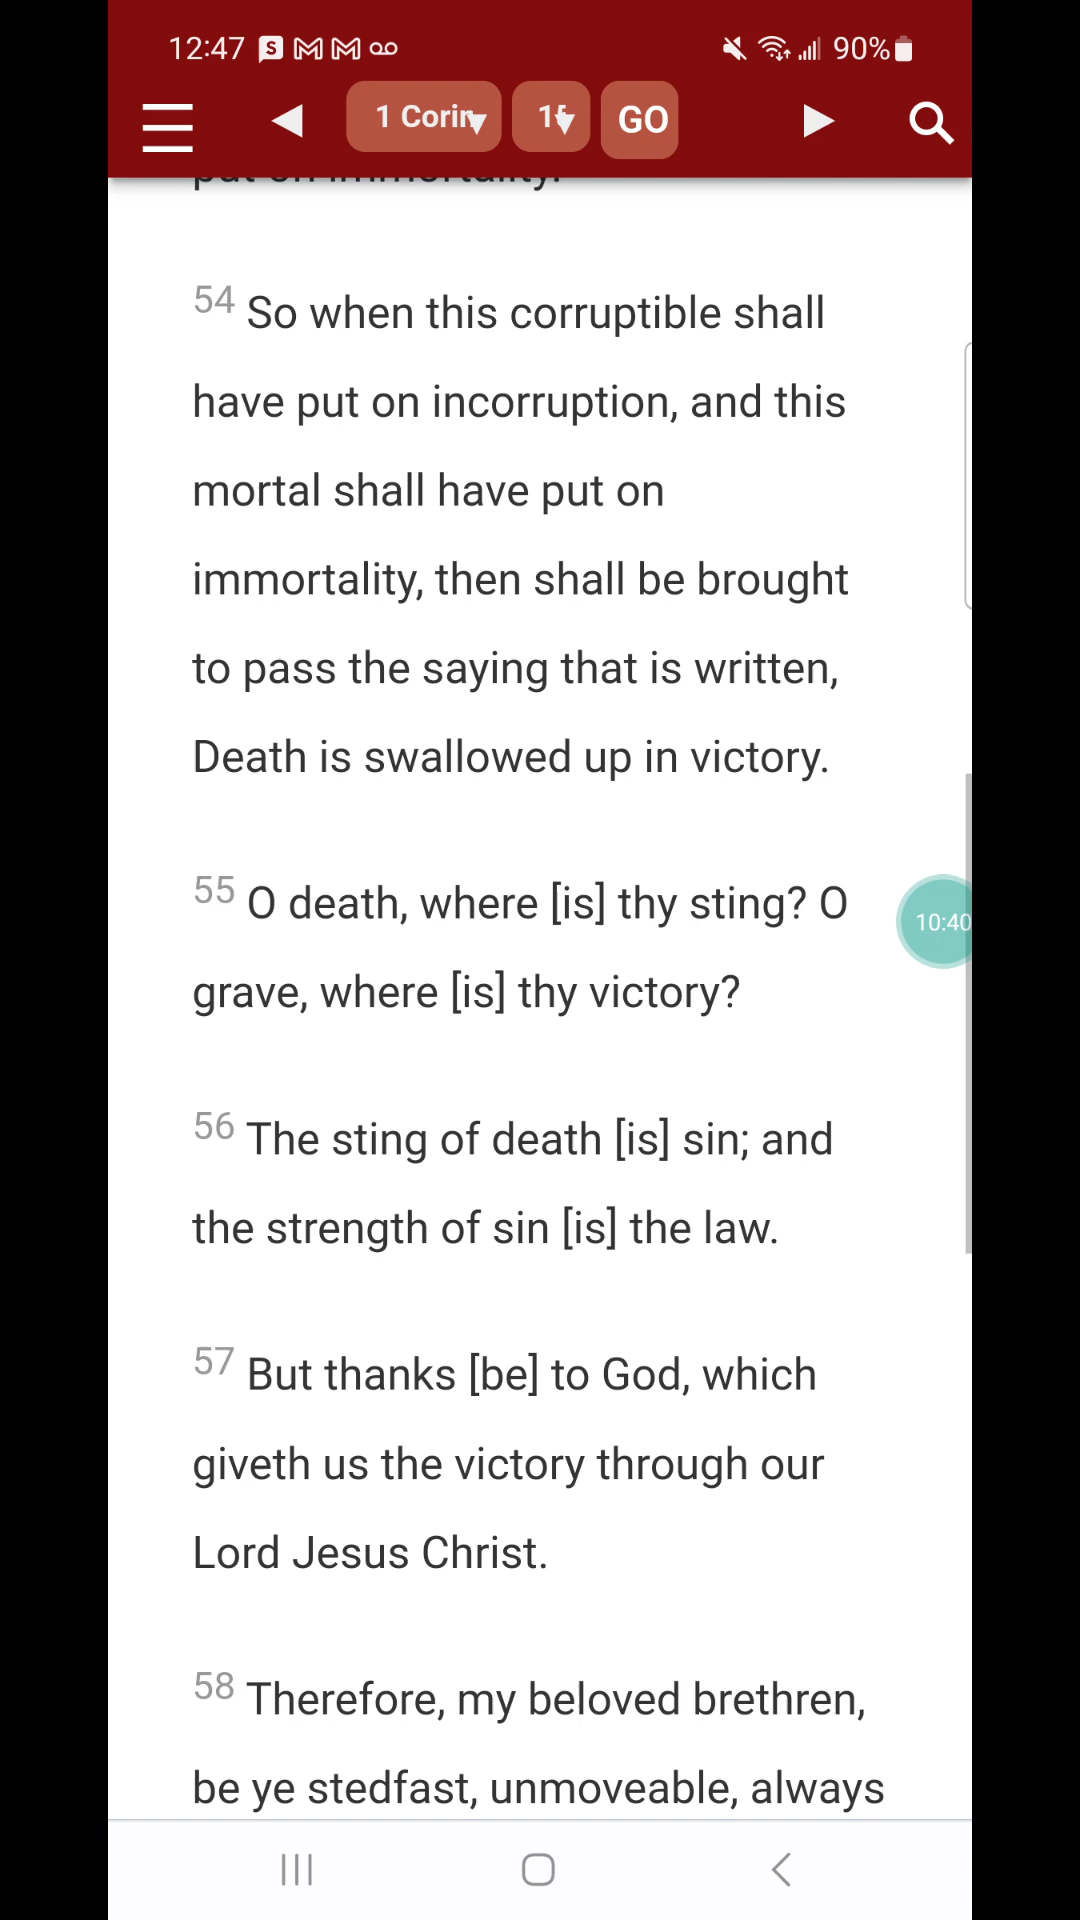 12:47 S 90%
1 Corin 15 GO
put on immortality.
54 So when this corruptible shall
have put on incorruption, and this
mortal shall have put on
immortality, then shall be brought
to pass the saying that is written,
Death is swallowed up in victory.
55 O death, where [is] thy sting? O
grave, where [is] thy victory?
10:40
56 The sting of death [is] sin; and
the strength of sin [is] the law.
57 But thanks [be] to God, which
giveth us the victory through our
Lord Jesus Christ.
58 Therefore, my beloved brethren,
be ye stedfast, unmoveable, always